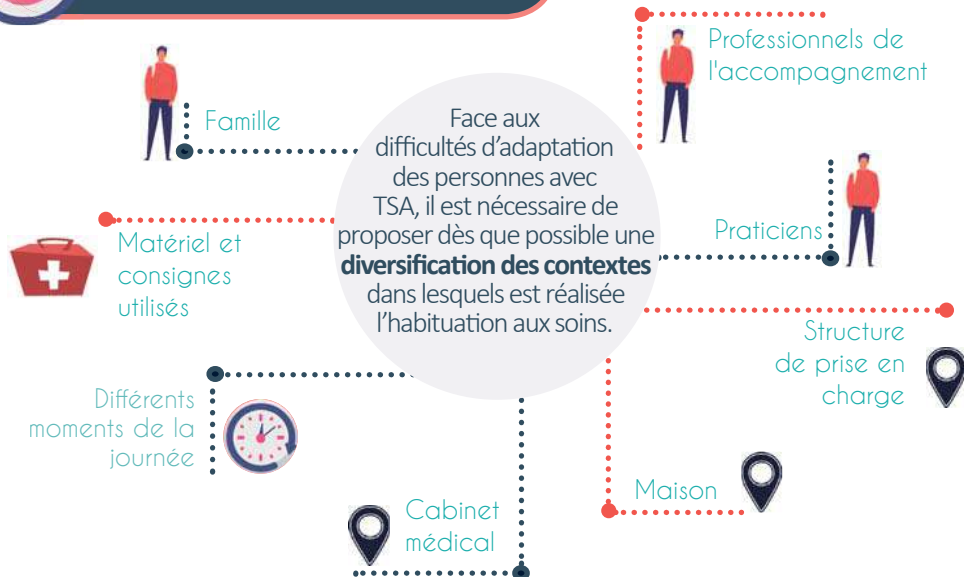 Professionnels de
l'accompagnement
Famille
Face aux
difficultés d’adaptation
des personnes avec
TSA, il est nécessaire de
proposer dès que possible une
diversification des contextes
dans lesquels est réalisée
l’habituation aux soins.
Praticiens
Matériel et
consignes
utilisés
Structure
de prise en
charge
Différents
moments de la
journée
Maison
Cabinet
médical